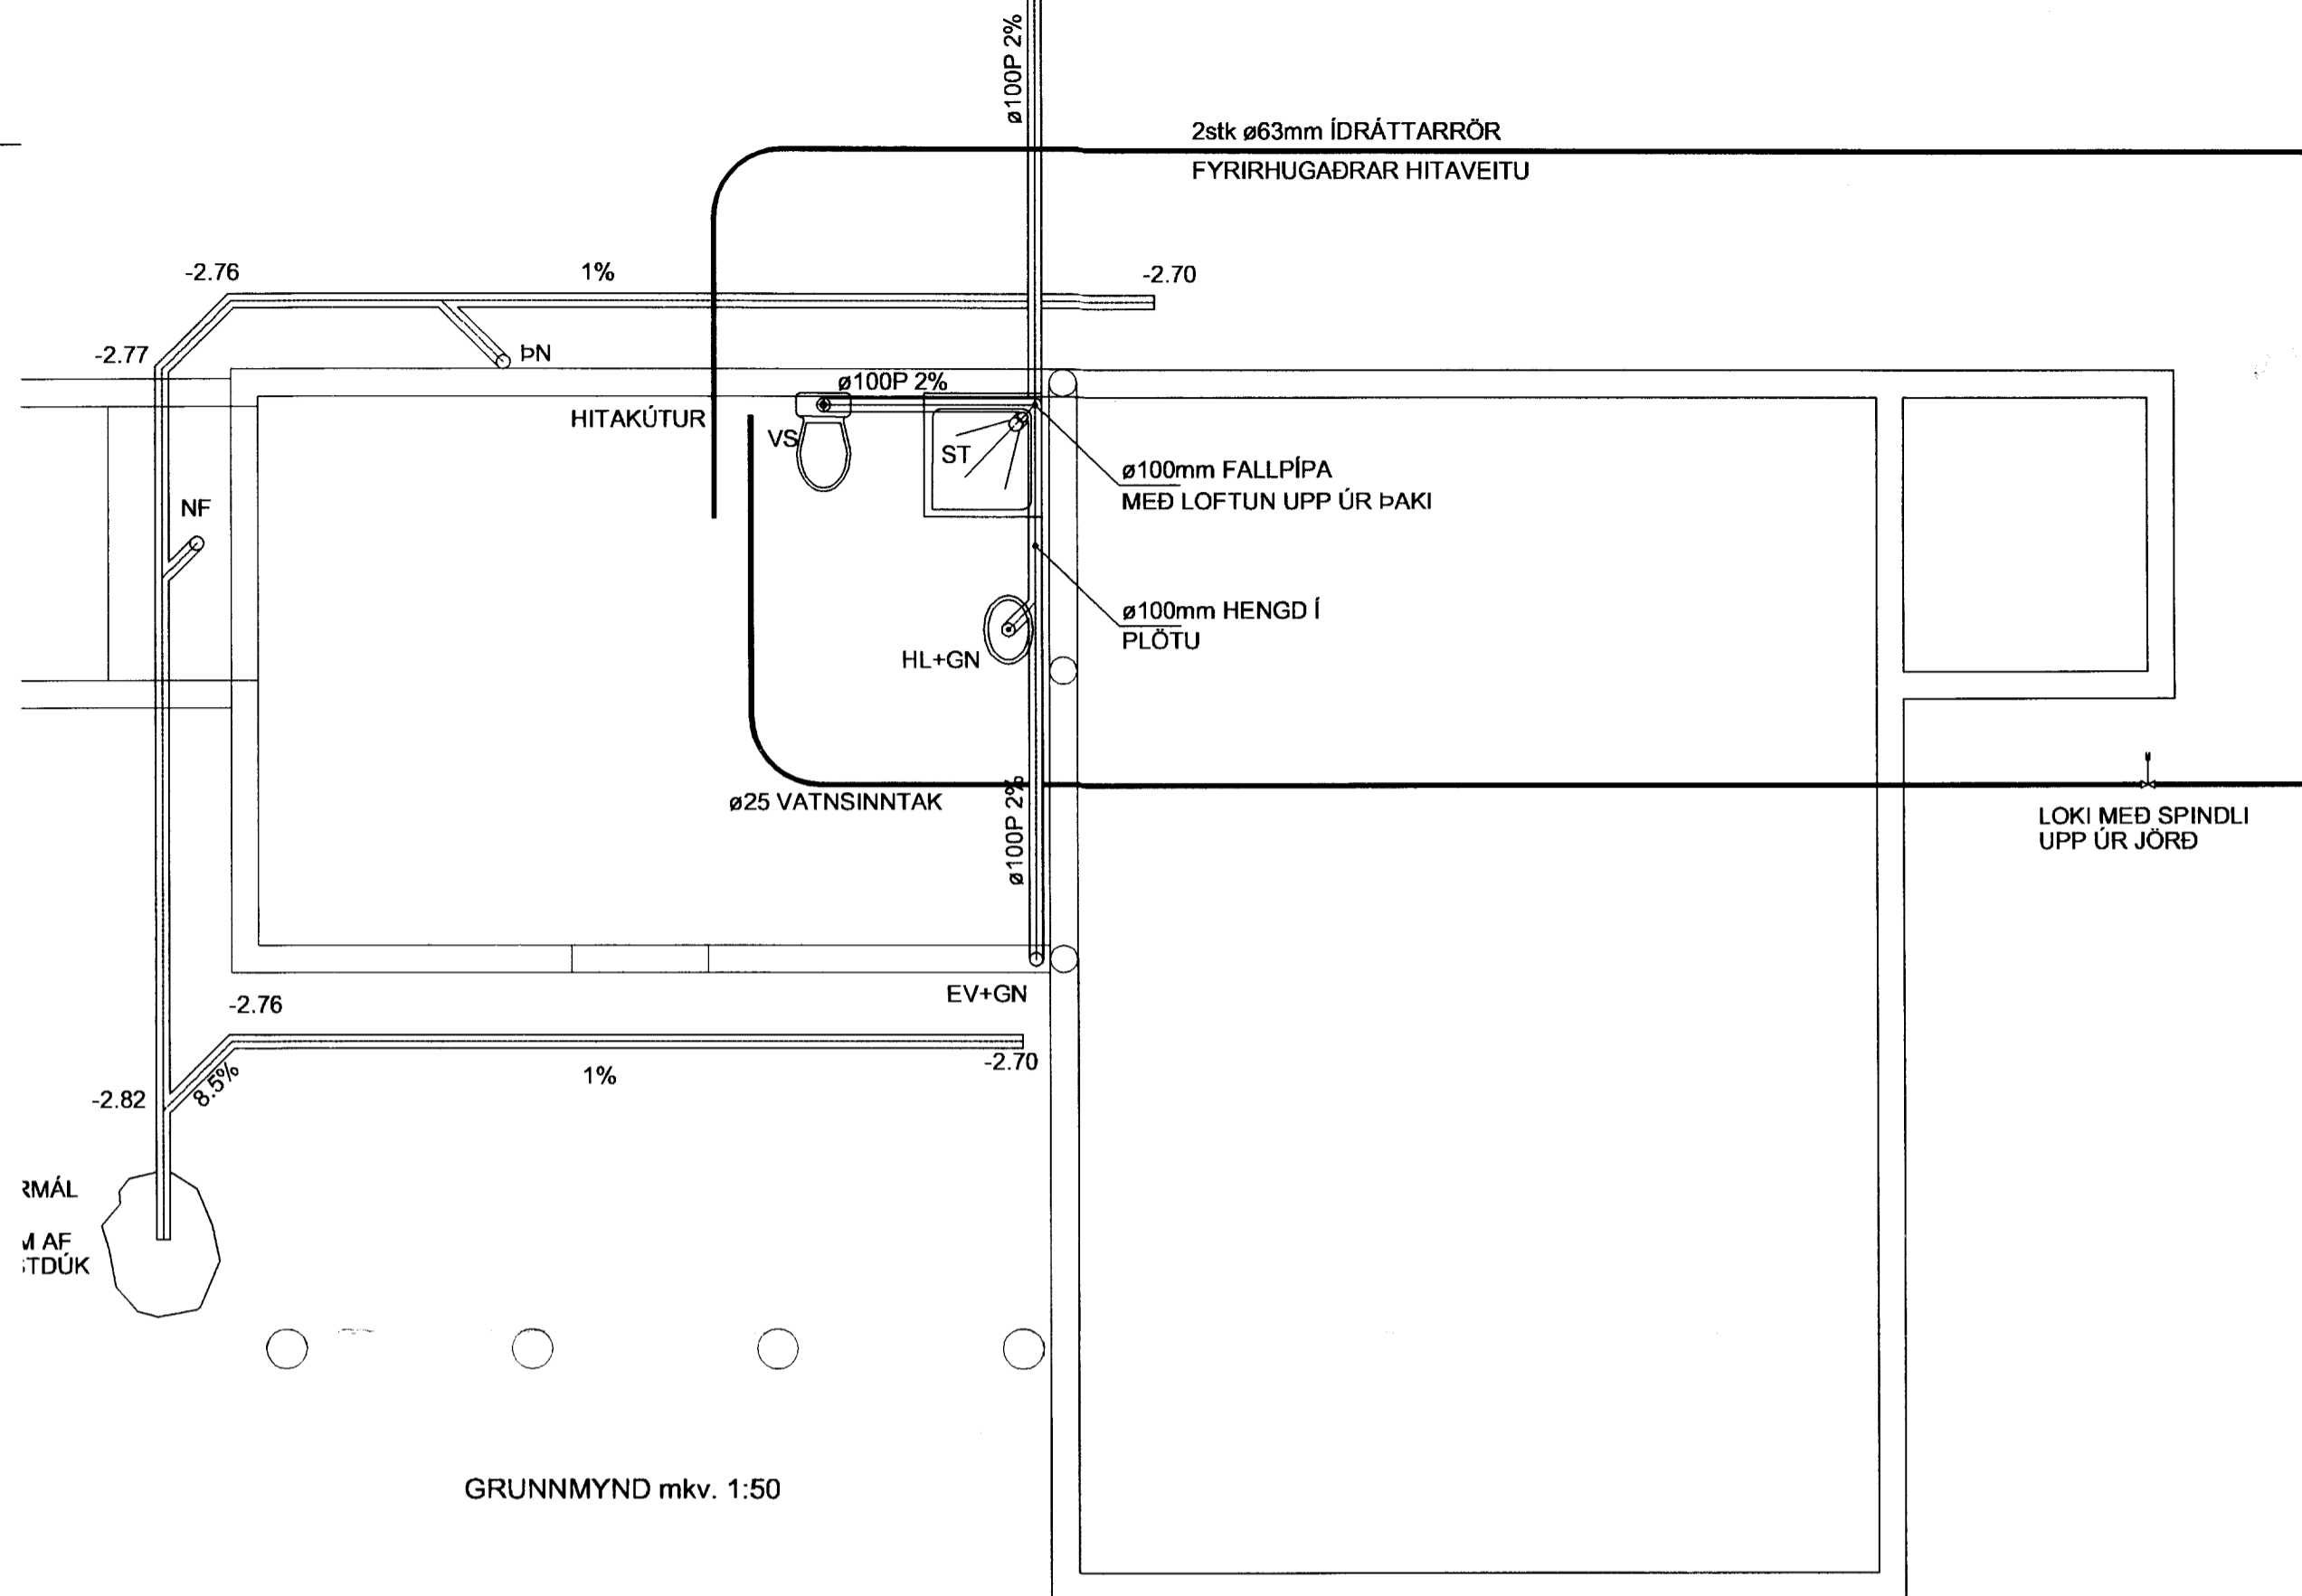 ø100P 2%
2stk ø63mm ÍDRÁTTARRÖR
FYRIRHUGAÐRAR HITAVEITU
-2.76
1%
-2.70
-2.77
ÞN
ø100P 2%
HITAKÚTUR
VS
ST
ø100mm FALLPÍPA
MEÐ LOFTUN UPP ÚR ÞAKI
NF
ø100mm HENGD Í
PLÖTU
HL+GN
ø25 VATNSINNTAK
ø100P 2%
LOKI MEÐ SPINDLI
UPP ÚR JÖRÐ
EV+GN
-2.76
-2.70
1%
8.5%
-2.82
AF
GRUNNMYND mkv. 1:50